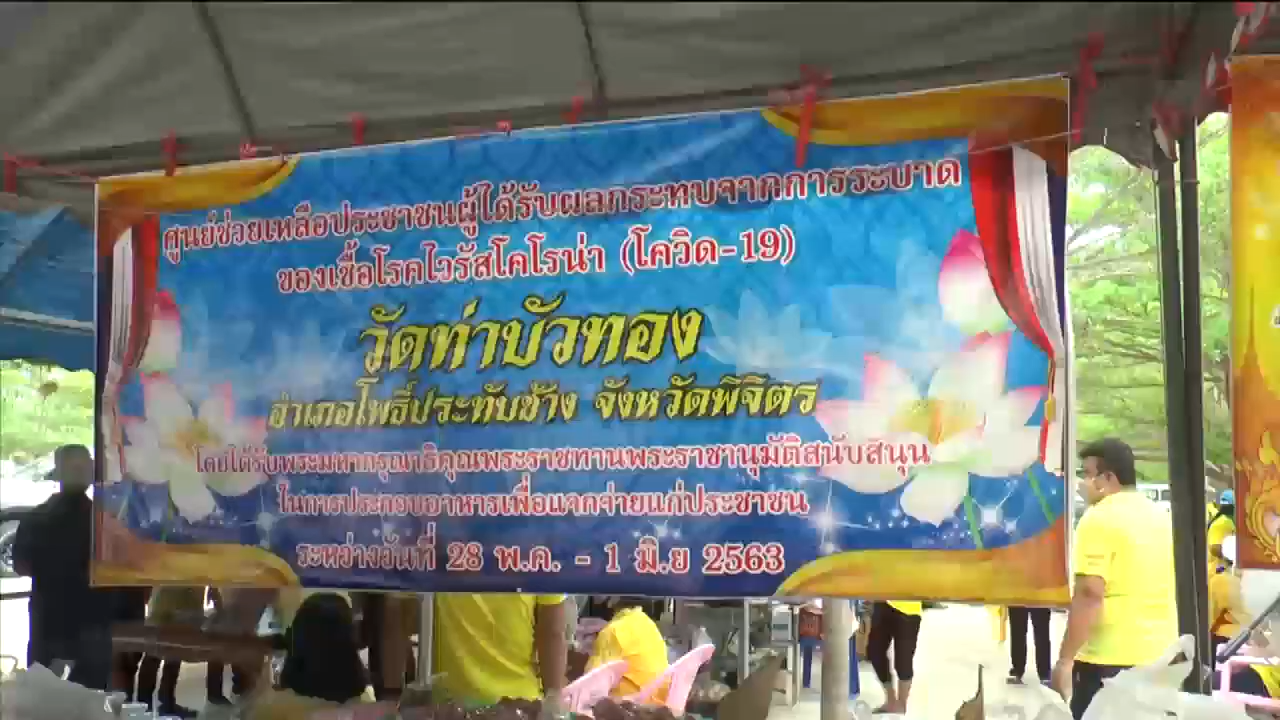 ศูนย์ช่วยเหลือประชาชนผู้ได้รับผลกระทบจากการระบาด
ของเชื้อโรคไวรัสโคโรน่า (โควิด-19)
วัดท่าบัวทอง
อำเภอโพธิ์ประทับช้าง จังหวัดพิจิตร
โดยได้รับพระมหากรุณาธิคุณพระราชทานพระราชานุมัติสนับสนุน
ในการประกอบอาหารเพื่อแจกจ่ายแก่ประชาชน
ระหว่างวันที่ 28 พ.ค. - 1 มิ.ย 2563